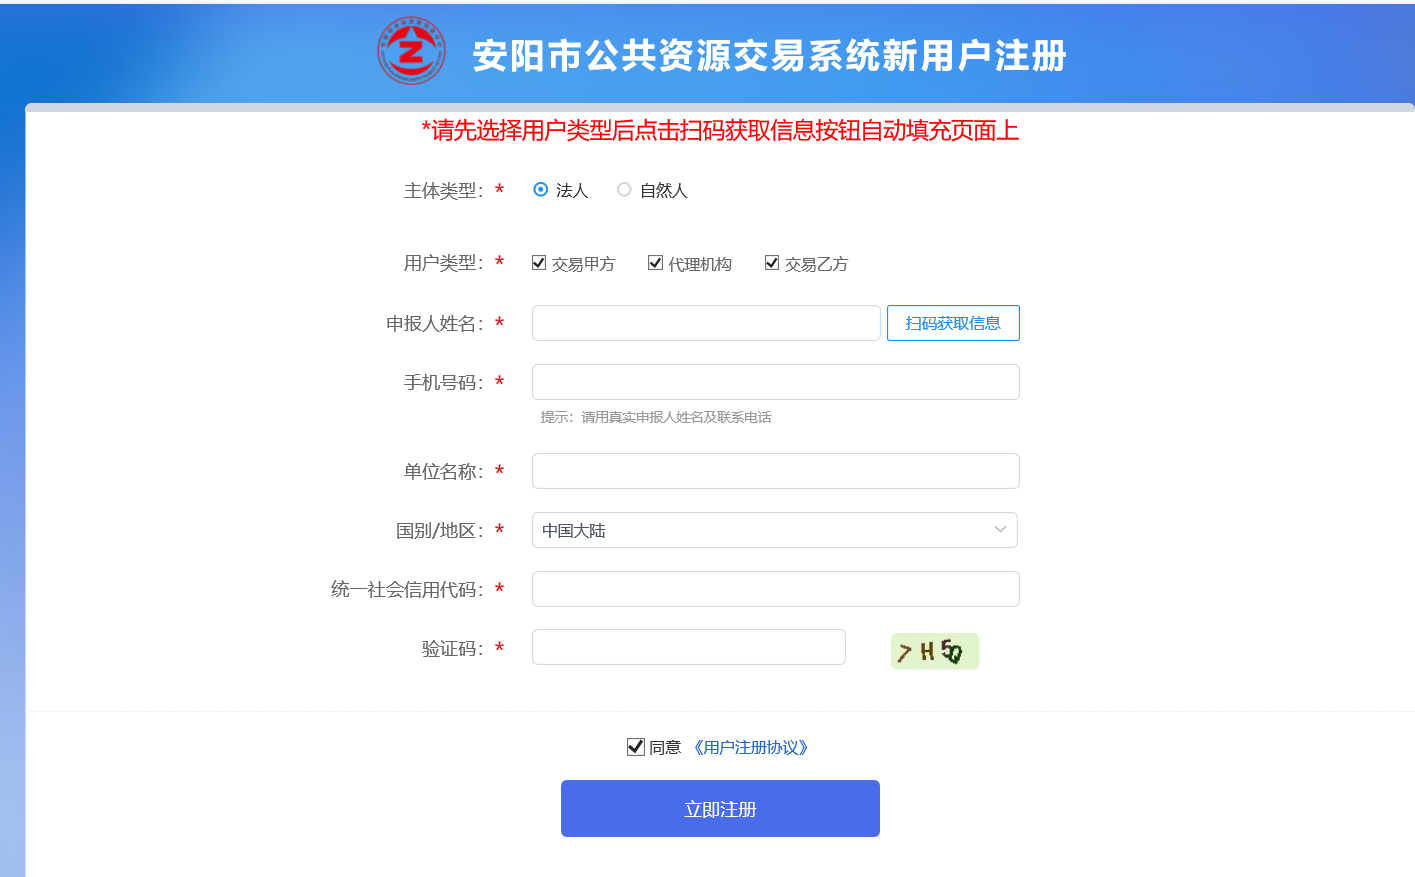 安阳市公共资源交易系统新用户注册
*请先选择用户类型后点击扫码获取信息按钮自动填充页面上
主体类型：* 法人 自然人
用户类型：* 交易甲方 代理机构 交易乙方
申报人姓名：* 扫码获取信息
手机号码：*
提示：请用真实申报人姓名及联系电话
单位名称：*
国别/地区：* 中国大陆
统一社会信用代码：*
验证码：* 7H5Q
同意 《用户注册协议》
立即注册